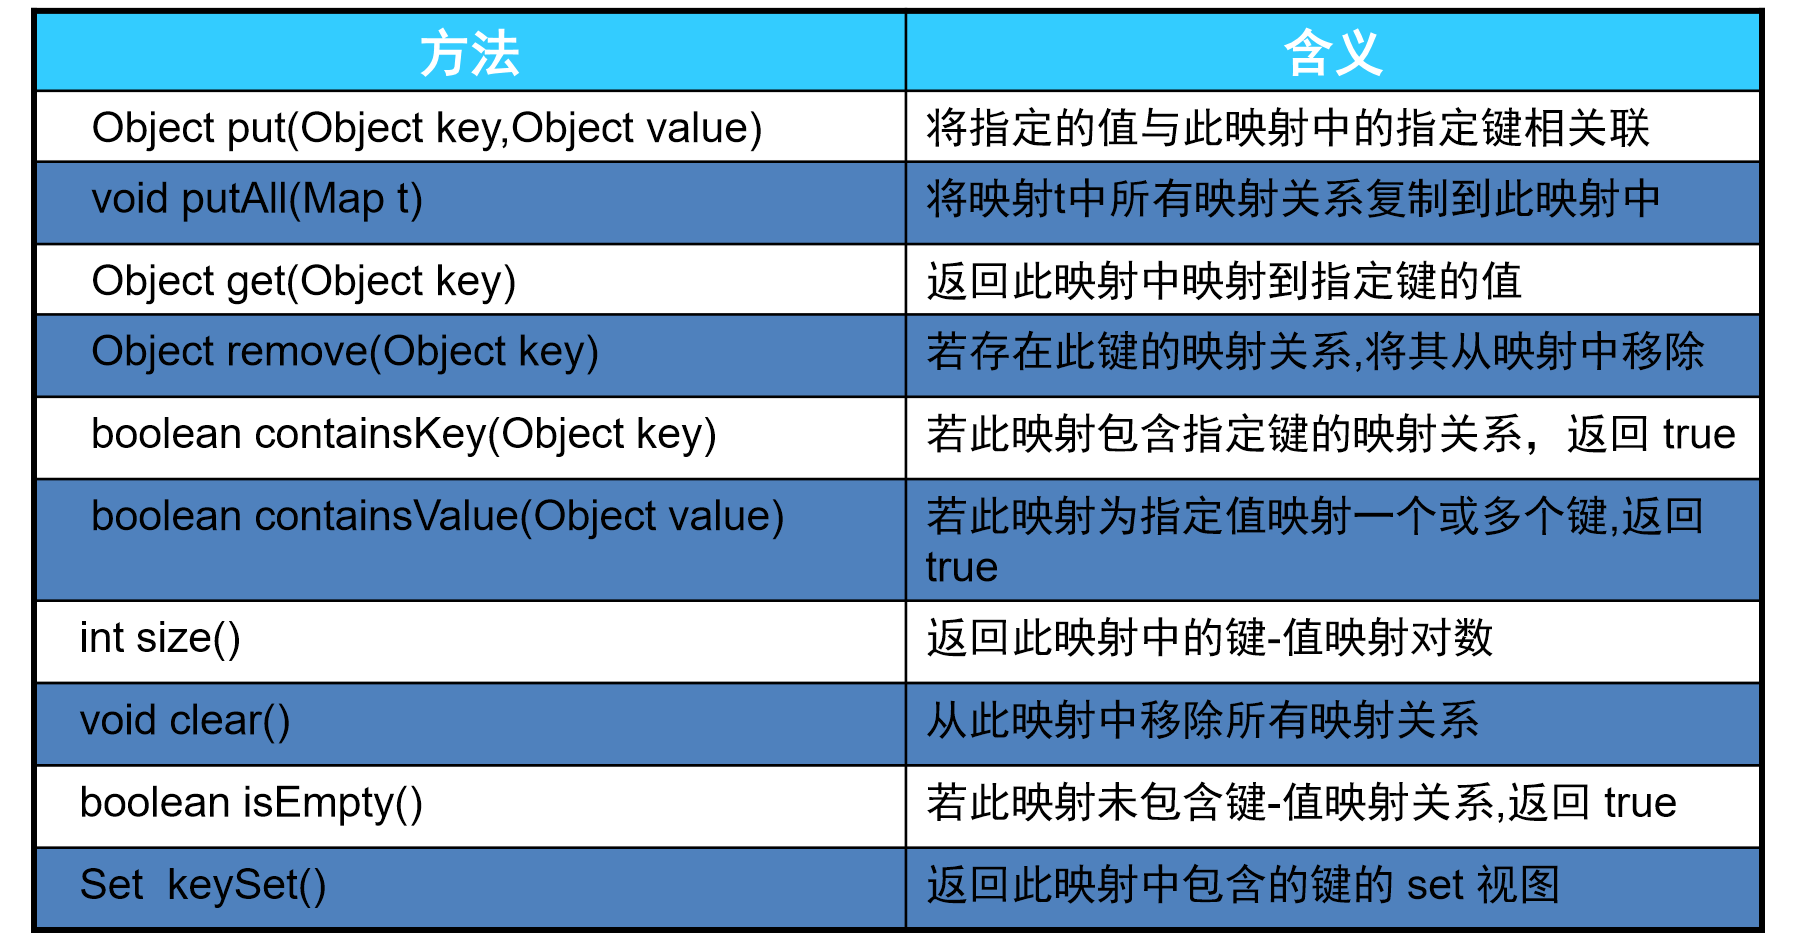 方法 含义
Object put(Object key,Object value) 将指定的值与此映射中的指定键相关联
void putAll(Map t) 将映射t中所有映射关系复制到此映射中
Object get(Object key) 返回此映射中映射到指定键的值
Object remove(Object key) 若存在此键的映射关系,将其从映射中移除
boolean containsKey(Object key) 若此映射包含指定键的映射关系，返回 true
boolean containsValue(Object value) 若此映射为指定值映射一个或多个键,返回
true
int size() 返回此映射中的键-值映射对数
void clear() 从此映射中移除所有映射关系
boolean isEmpty() 若此映射未包含键-值映射关系,返回 true
Set  keySet() 返回此映射中包含的键的 set 视图